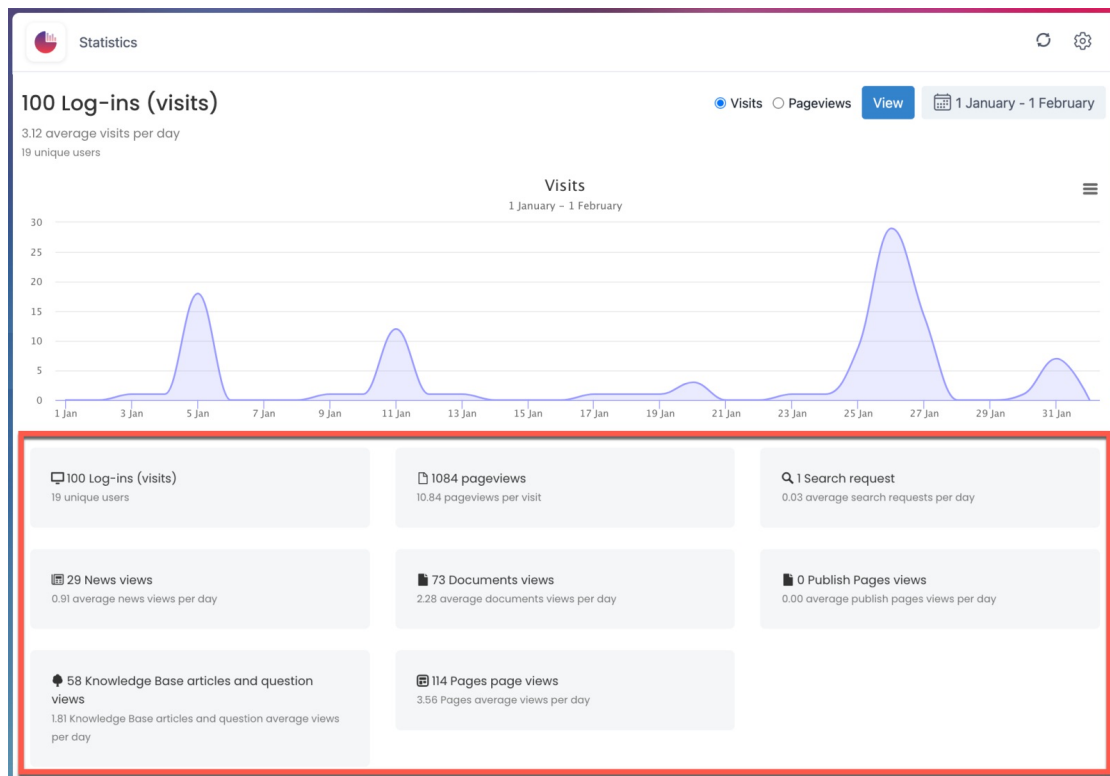 Statistics
100 Log-ins (visits)
Visits
Pageviews
View
1 January - 1 February
3.12 average visits per day
19 unique users
Visits
1 January - 1 February
30
25
20
15
10
5
0
1 Jan 3 Jan 5 Jan 7 Jan 9 Jan 11 Jan 13 Jan 15 Jan 17 Jan 19 Jan 21 Jan 23 Jan 25 Jan 27 Jan 29 Jan 31 Jan
100 Log-ins (visits)
19 unique users
1084 pageviews
10.84 pageviews per visit
1 Search request
0.03 average search requests per day
29 News views
0.91 average news views per day
73 Documents views
2.28 average documents views per day
0 Publish Pages views
0.00 average publish pages views per day
58 Knowledge Base articles and question
views
1.81 Knowledge Base articles and question average views
per day
114 Pages page views
3.56 Pages average views per day